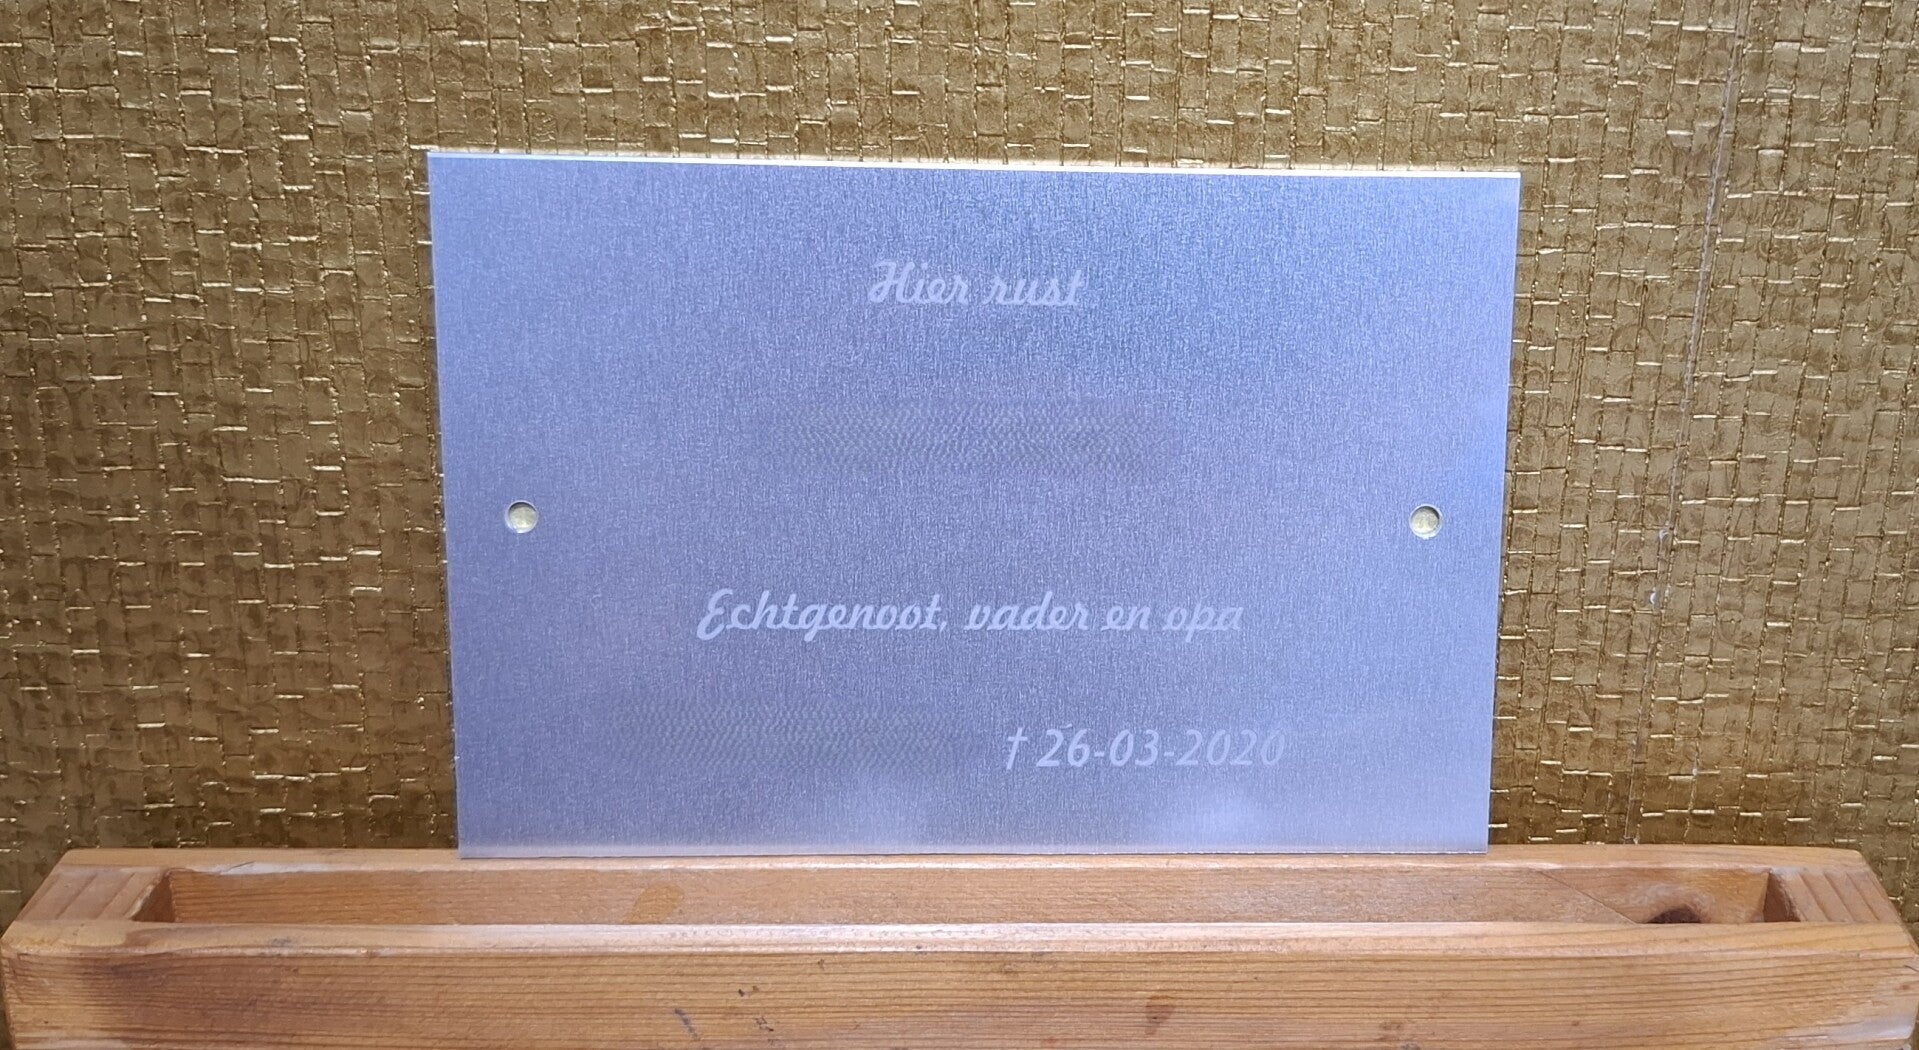 Hier rust
Echtgenoot, vader en opa
† 26-03-2020